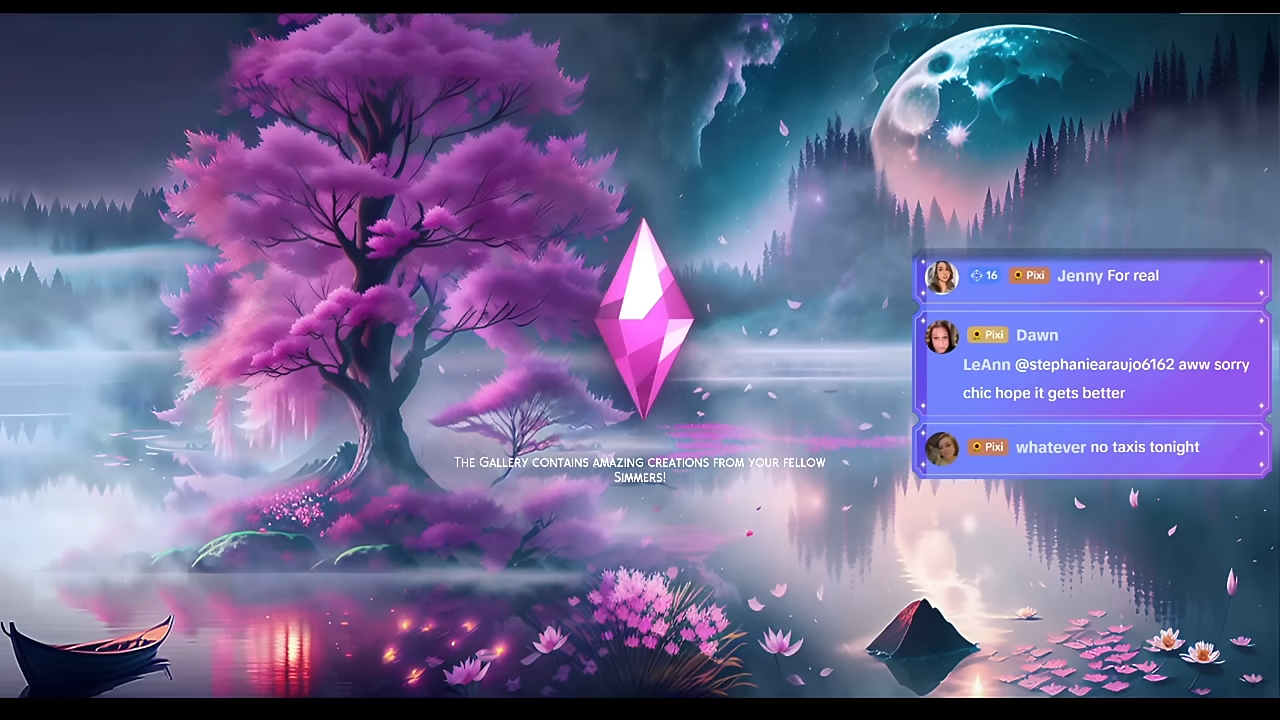 16 Pixi Jenny For real
Pixi Dawn
LeAnn @stephaniearaujo6162 aww sorry
chic hope it gets better
Pixi whatever no taxis tonight
The Gallery contains amazing creations from your fellow
Simmers!